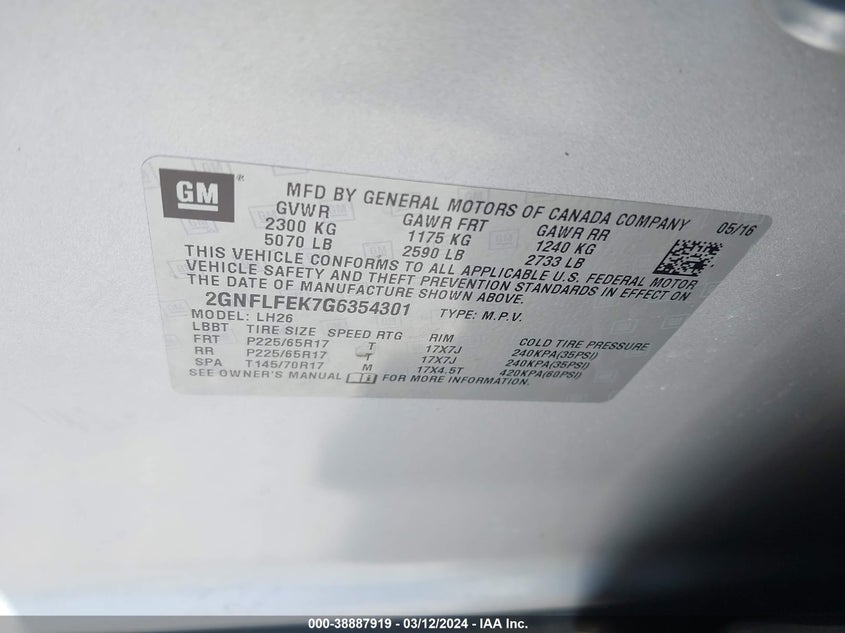 GM®
MFD BY GENERAL MOTORS OF CANADA COMPANY
05/16
GVWR GAWR FRT GAWR RR
2300 KG 1175 KG 1240 KG
5070 LB 2590 LB 2733 LB
THIS VEHICLE CONFORMS TO ALL APPLICABLE U.S. FEDERAL MOTOR
VEHICLE SAFETY AND THEFT PREVENTION STANDARDS IN EFFECT ON
THE DATE OF MANUFACTURE SHOWN ABOVE.
2GNFLFEK7G6354301 TYPE: M.P.V.
MODEL: LH26
LBBT TIRE SIZE SPEED RTG RIM COLD TIRE PRESSURE
FRT P225/65R17 T 17X7J 240KPA(35PSI)
RR P225/65R17 T 17X7J 240KPA(35PSI)
SPA T145/70R17 M 17X4.5T 420KPA(60PSI)
SEE OWNER'S MANUAL FOR MORE INFORMATION.
000-38887919 - 03/12/2024 - IAA Inc.